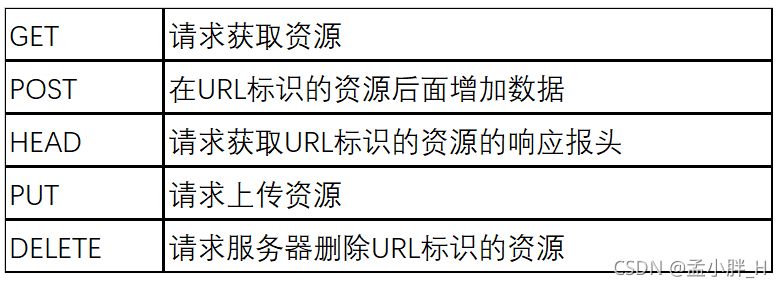 GET 请求获取资源
POST 在URL标识的资源后面增加数据
HEAD 请求获取URL标识的资源的响应报头
PUT 请求上传资源
DELETE 请求服务器删除URL标识的资源
CSDN @孟小胖_H